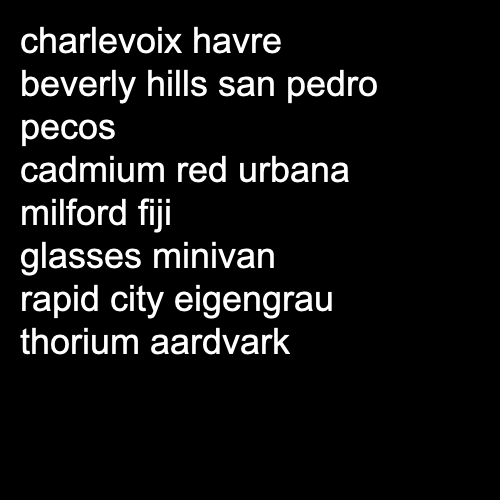 charlevoix havre
beverly hills san pedro
pecos
cadmium red urbana
milford fiji
glasses minivan
rapid city eigengrau
thorium aardvark